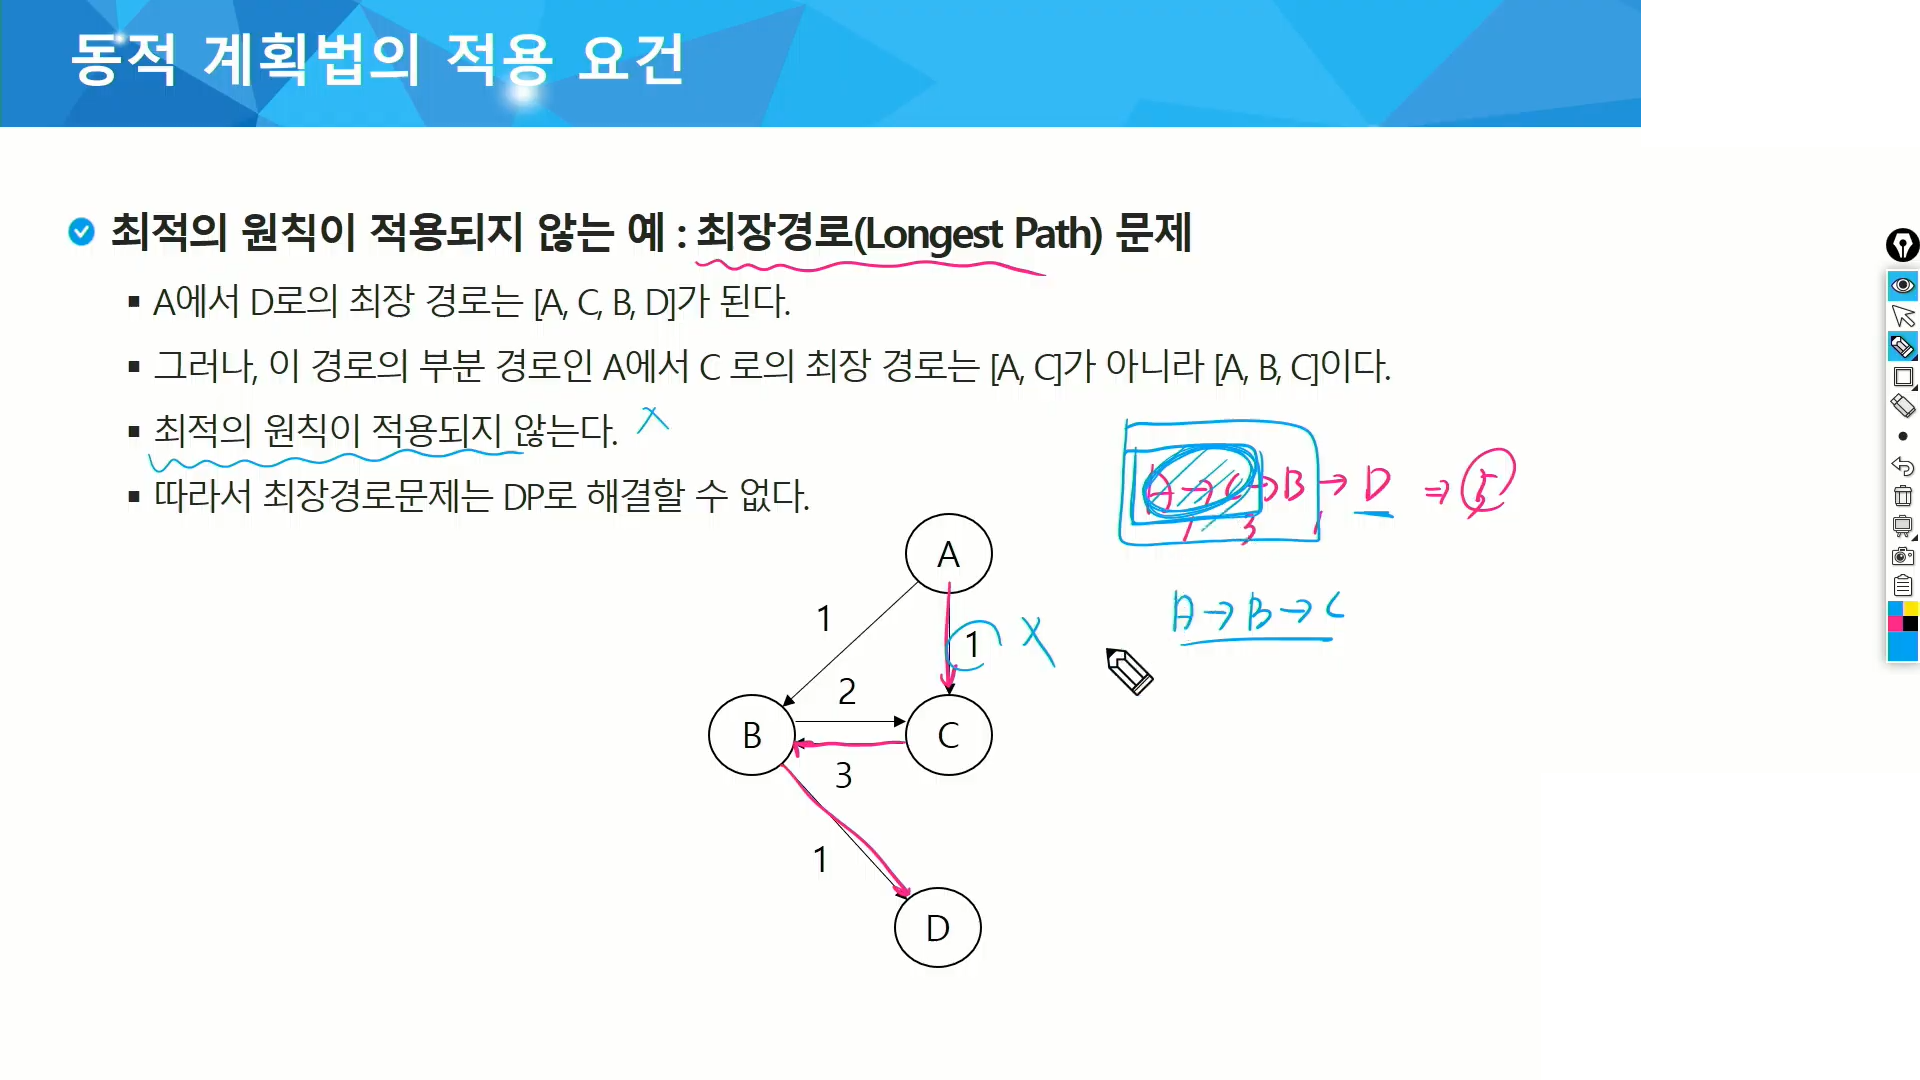 동적 계획법의 적용 요건
최적의 원칙이 적용되지 않는 예 : 최장경로(Longest Path) 문제
▪ A에서 D로의 최장 경로는 [A, C, B, D]가 된다.
▪ 그러나, 이 경로의 부분 경로인 A에서 C 로의 최장 경로는 [A, C]가 아니라 [A, B, C]이다.
▪ 최적의 원칙이 적용되지 않는다. X
▪ 따라서 최장경로문제는 DP로 해결할 수 없다.
A → C → B → D ⇒ 5
1 3 1
A → B → C
A
1
1 X
2
B
C
3
1
D